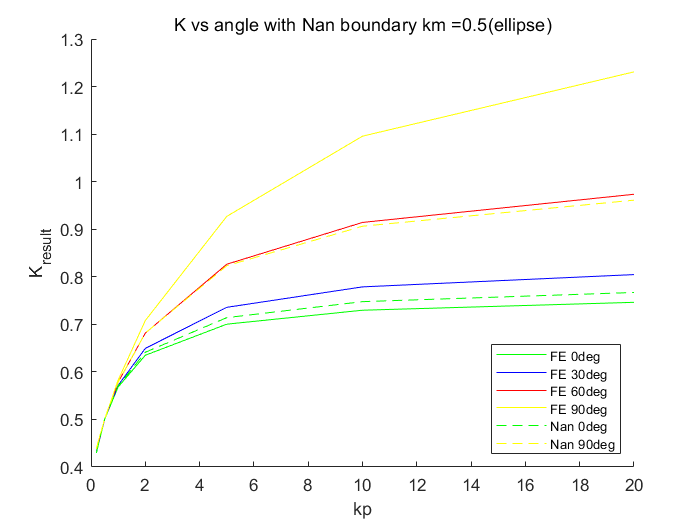 K vs angle with Nan boundary km =0.5(ellipse)
1.3
1.2
1.1
1
0.9
0.8
0.7
0.6
0.5
0.4
K_result
FE 0deg
FE 30deg
FE 60deg
FE 90deg
Nan 0deg
Nan 90deg
0 2 4 6 8 10 12 14 16 18 20
kp